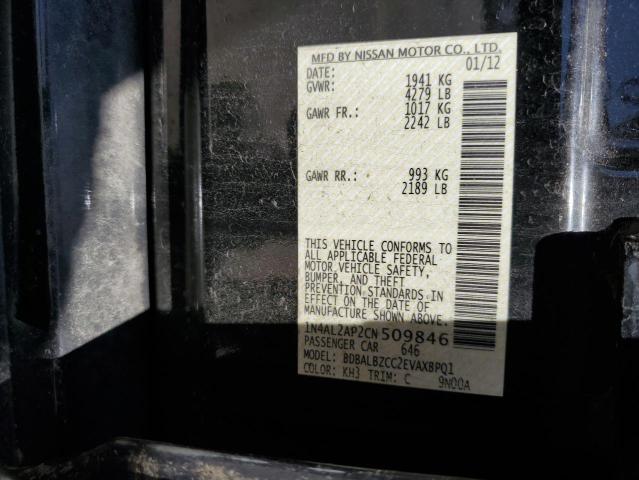 MFD BY NISSAN MOTOR CO., LTD.
DATE: 01/12
GVWR: 1941 KG
4279 LB
GAWR FR.: 1017 KG
2242 LB
GAWR RR.: 993 KG
2189 LB
THIS VEHICLE CONFORMS TO
ALL APPLICABLE FEDERAL
MOTOR VEHICLE SAFETY,
BUMPER, AND THEFT
PREVENTION STANDARDS IN
EFFECT ON THE DATE OF
MANUFACTURE SHOWN ABOVE.
1N4AL2AP2CN509846
PASSENGER CAR 646
MODEL: BDBALBZCC2EVAXBPQ1
COLOR: KH3 TRIM: C 9N00A